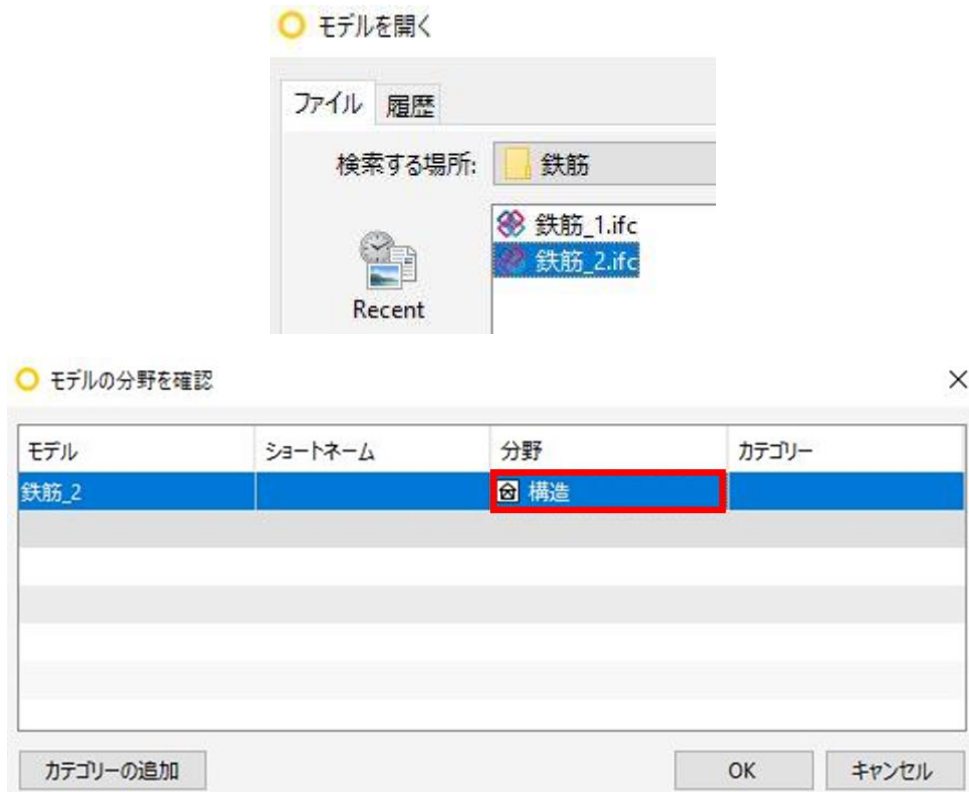 モデルを開く
ファイル 履歴
検索する場所: 鉄筋
鉄筋_1.ifc
鉄筋_2.ifc
Recent
モデルの分野を確認
モデル ショートネーム 分野 カテゴリー
鉄筋_2 構造
カテゴリーの追加 OK キャンセル